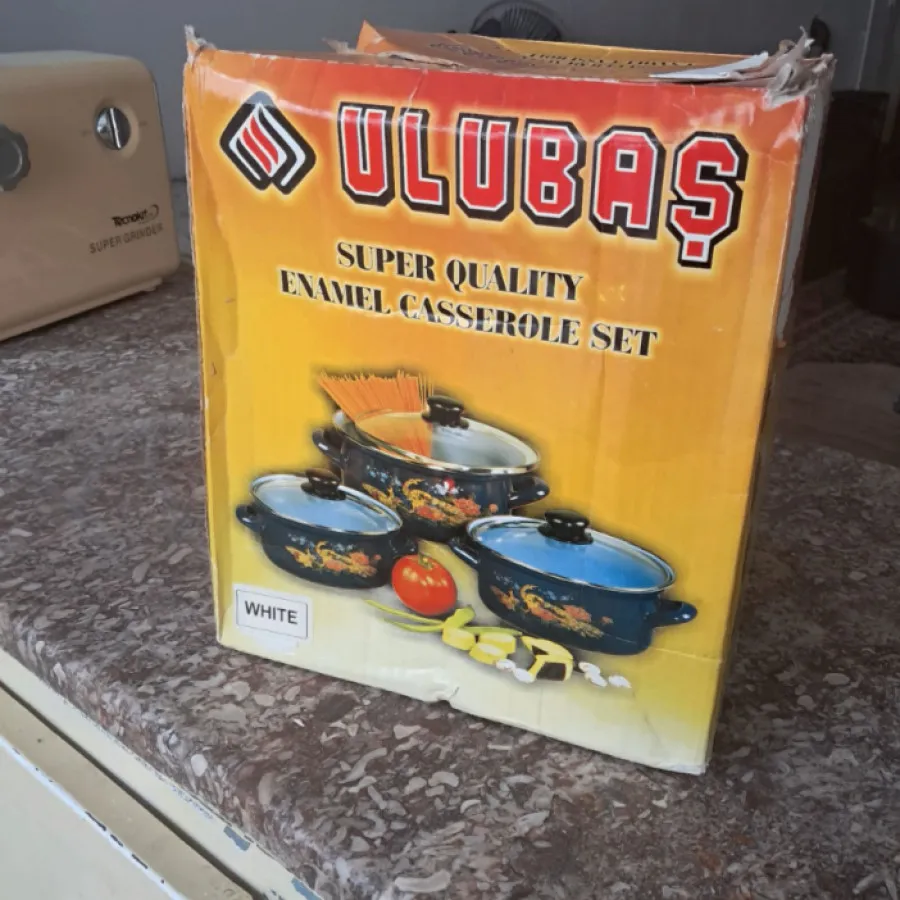 ULUBAŞ
SUPER QUALITY
ENAMEL CASSEROLE SET
WHITE
SUPER GRINDER